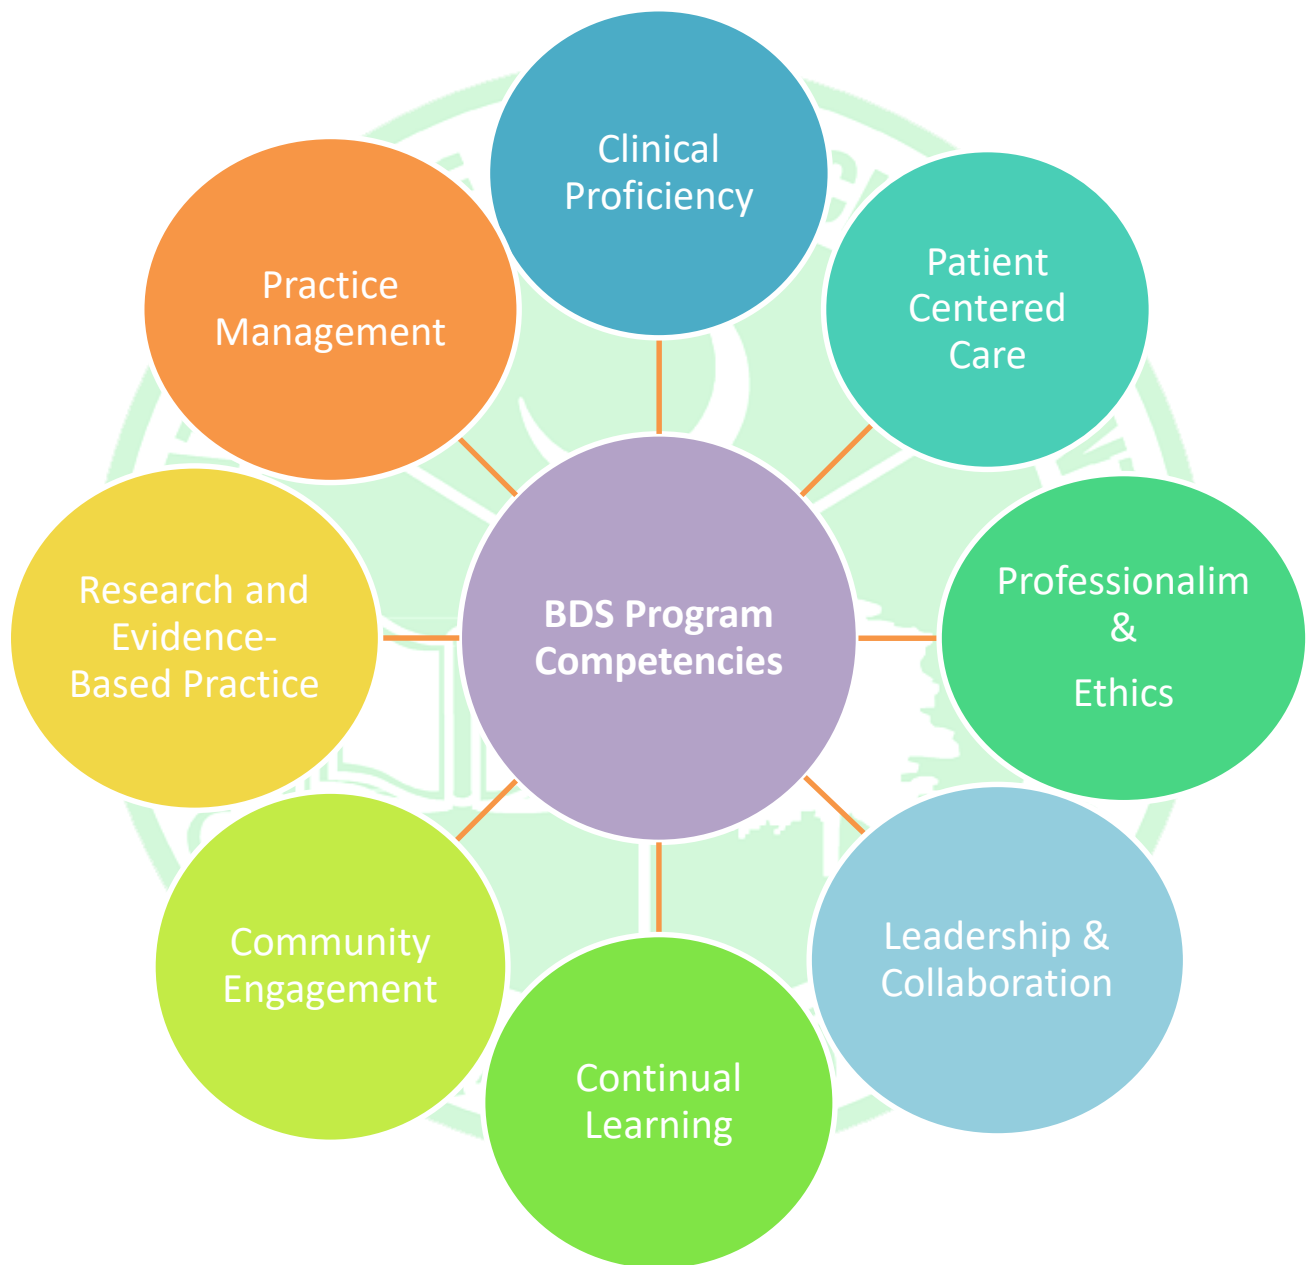 Clinical
Proficiency
Patient
Centered
Care
Professionalim
&
Ethics
Leadership &
Collaboration
Continual
Learning
Community
Engagement
Research and
Evidence-
Based Practice
Practice
Management
BDS Program
Competencies